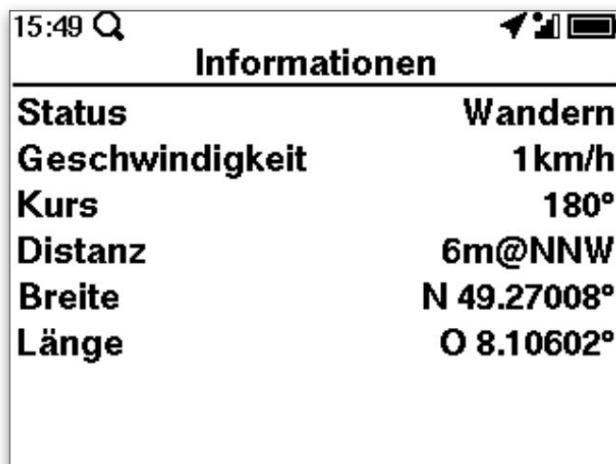 15:49
Informationen
Status Wandern
Geschwindigkeit 1km/h
Kurs 180°
Distanz 6m@NNW
Breite N 49.27008°
Länge O 8.10602°